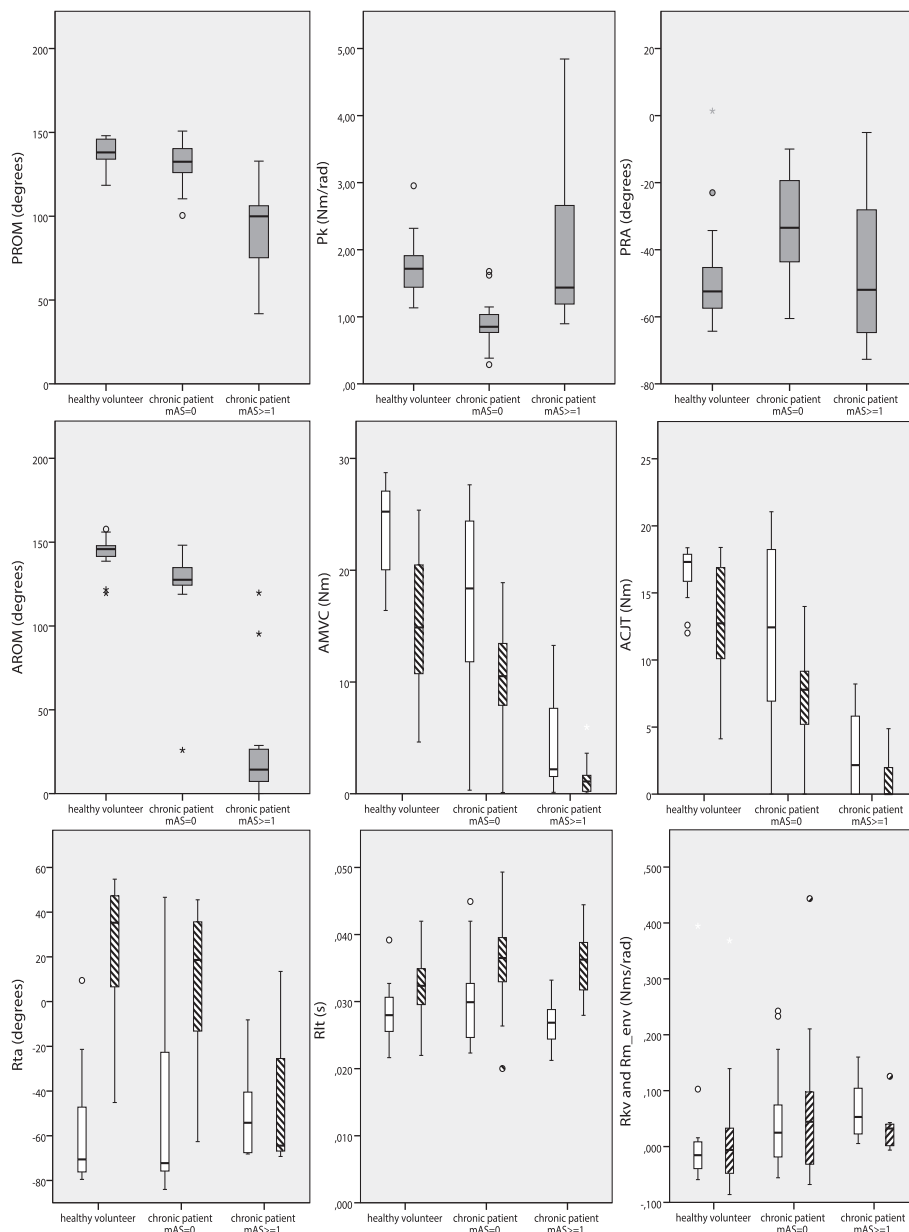 200
150
100
50
0
PROM (degrees)
healthy volunteer
chronic patient
mAS=0
chronic patient
mAS>=1
5,00
4,00
3,00
2,00
1,00
,00
Pk (Nm/rad)
healthy volunteer
chronic patient
mAS=0
chronic patient
mAS>=1
20
0
-20
-40
-60
-80
PRA (degrees)
healthy volunteer
chronic patient
mAS=0
chronic patient
mAS>=1
200
150
100
50
0
AROM (degrees)
healthy volunteer
chronic patient
mAS=0
chronic patient
mAS>=1
30
20
10
0
AMVC (Nm)
healthy volunteer
chronic patient
mAS=0
chronic patient
mAS>=1
25
20
15
10
5
0
ACJT (Nm)
healthy volunteer
chronic patient
mAS=0
chronic patient
mAS>=1
60
40
20
0
-20
-40
-60
-80
Rta (degrees)
healthy volunteer
chronic patient
mAS=0
chronic patient
mAS>=1
,050
,040
,030
,020
,010
,000
Rlt (s)
healthy volunteer
chronic patient
mAS=0
chronic patient
mAS>=1
,500
,400
,300
,200
,100
,000
-,100
Rkv and Rm_env (Nms/rad)
healthy volunteer
chronic patient
mAS=0
chronic patient
mAS>=1